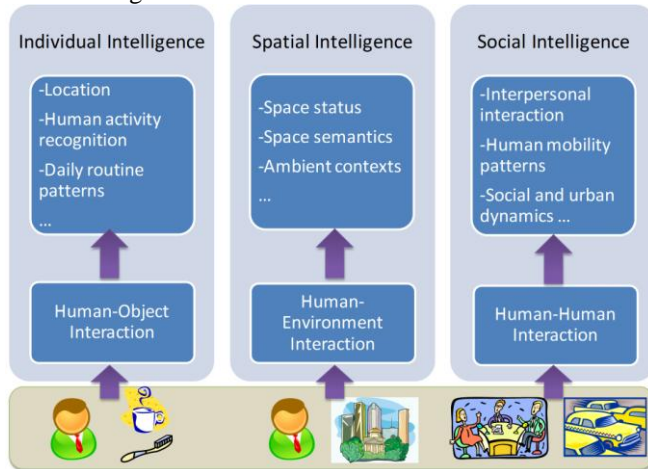 Individual Intelligence
-Location
-Human activity
recognition
-Daily routine
patterns
...
Human-Object
Interaction
Spatial Intelligence
-Space status
-Space semantics
-Ambient contexts
...
Human-
Environment
Interaction
Social Intelligence
-Interpersonal
interaction
-Human mobility
patterns
-Social and urban
dynamics ...
Human-Human
Interaction